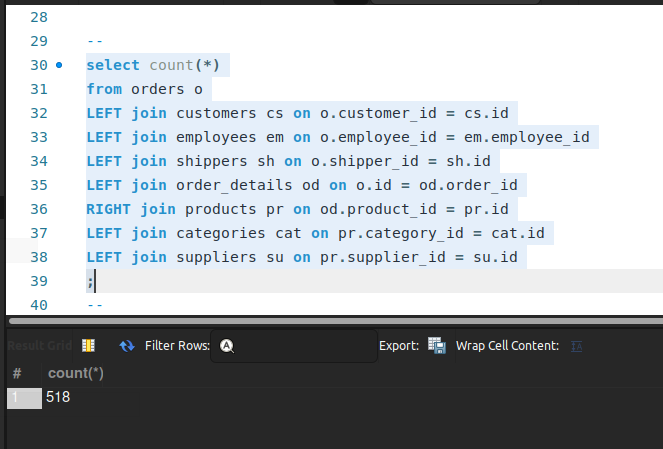 28
29 --
30 select count(*)
31 from orders o
32 LEFT join customers cs on o.customer_id = cs.id
33 LEFT join employees em on o.employee_id = em.employee_id
34 LEFT join shippers sh on o.shipper_id = sh.id
35 LEFT join order_details od on o.id = od.order_id
36 RIGHT join products pr on od.product_id = pr.id
37 LEFT join categories cat on pr.category_id = cat.id
38 LEFT join suppliers su on pr.supplier_id = su.id
39 ;
40 --
Result Grid Filter Rows: Export: Wrap Cell Content:
# count(*)
1 518